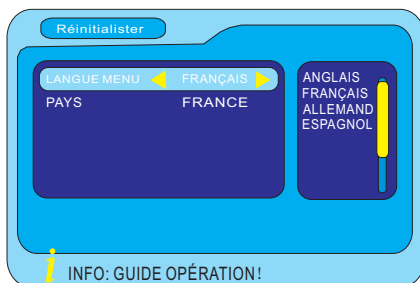 Réinitialister
LANGUE MENU FRANÇAIS
PAYS FRANCE
ANGLAIS
FRANÇAIS
ALLEMAND
ESPAGNOL
i INFO: GUIDE OPÉRATION!